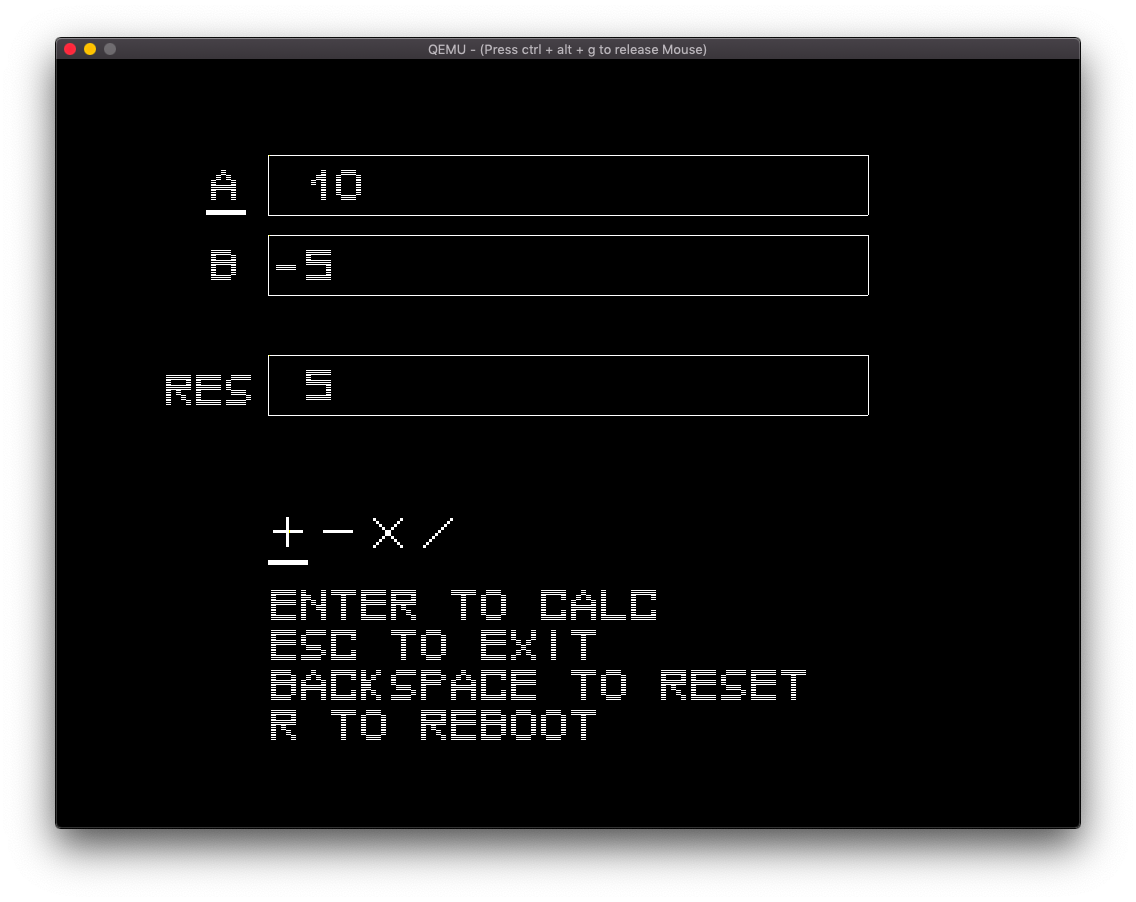 QEMU - (Press ctrl + alt + g to release Mouse)
A 10
B -5
RES 5
+ - × /
ENTER TO CALC
ESC TO EXIT
BACKSPACE TO RESET
R TO REBOOT